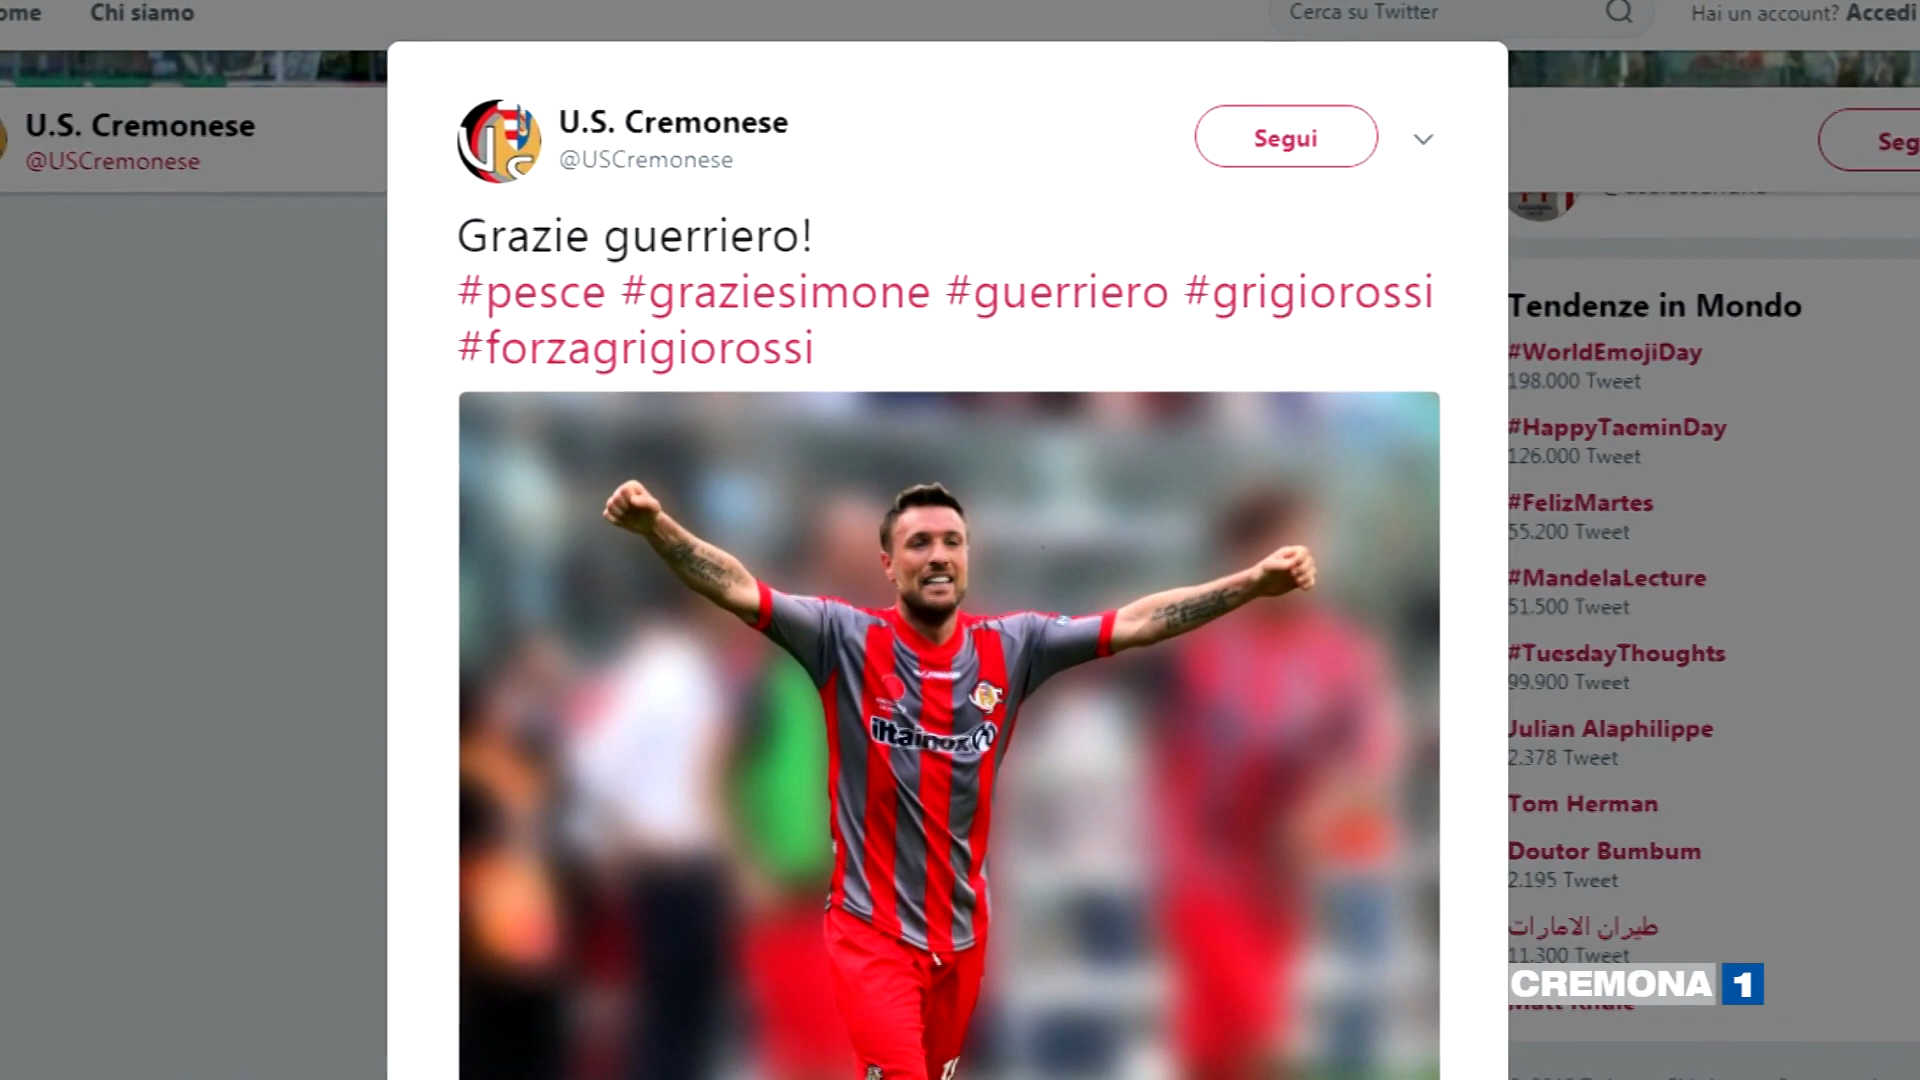 Chi siamo
Cerca su Twitter
Hai un account? Accedi
U.S. Cremonese
@USCremonese
U.S. Cremonese
@USCremonese
Segui
Grazie guerriero!
#pesce #graziesimone #guerriero #grigiorossi
#forzagrigiorossi
iltainox
Tendenze in Mondo
#WorldEmojiDay
198.000 Tweet
#HappyTaeminDay
126.000 Tweet
#FelizMartes
55.200 Tweet
#MandelaLecture
51.500 Tweet
#TuesdayThoughts
99.900 Tweet
Julian Alaphilippe
2.378 Tweet
Tom Herman
Doutor Bumbum
2.195 Tweet
طيران الامارات
11.300 Tweet
CREMONA 1